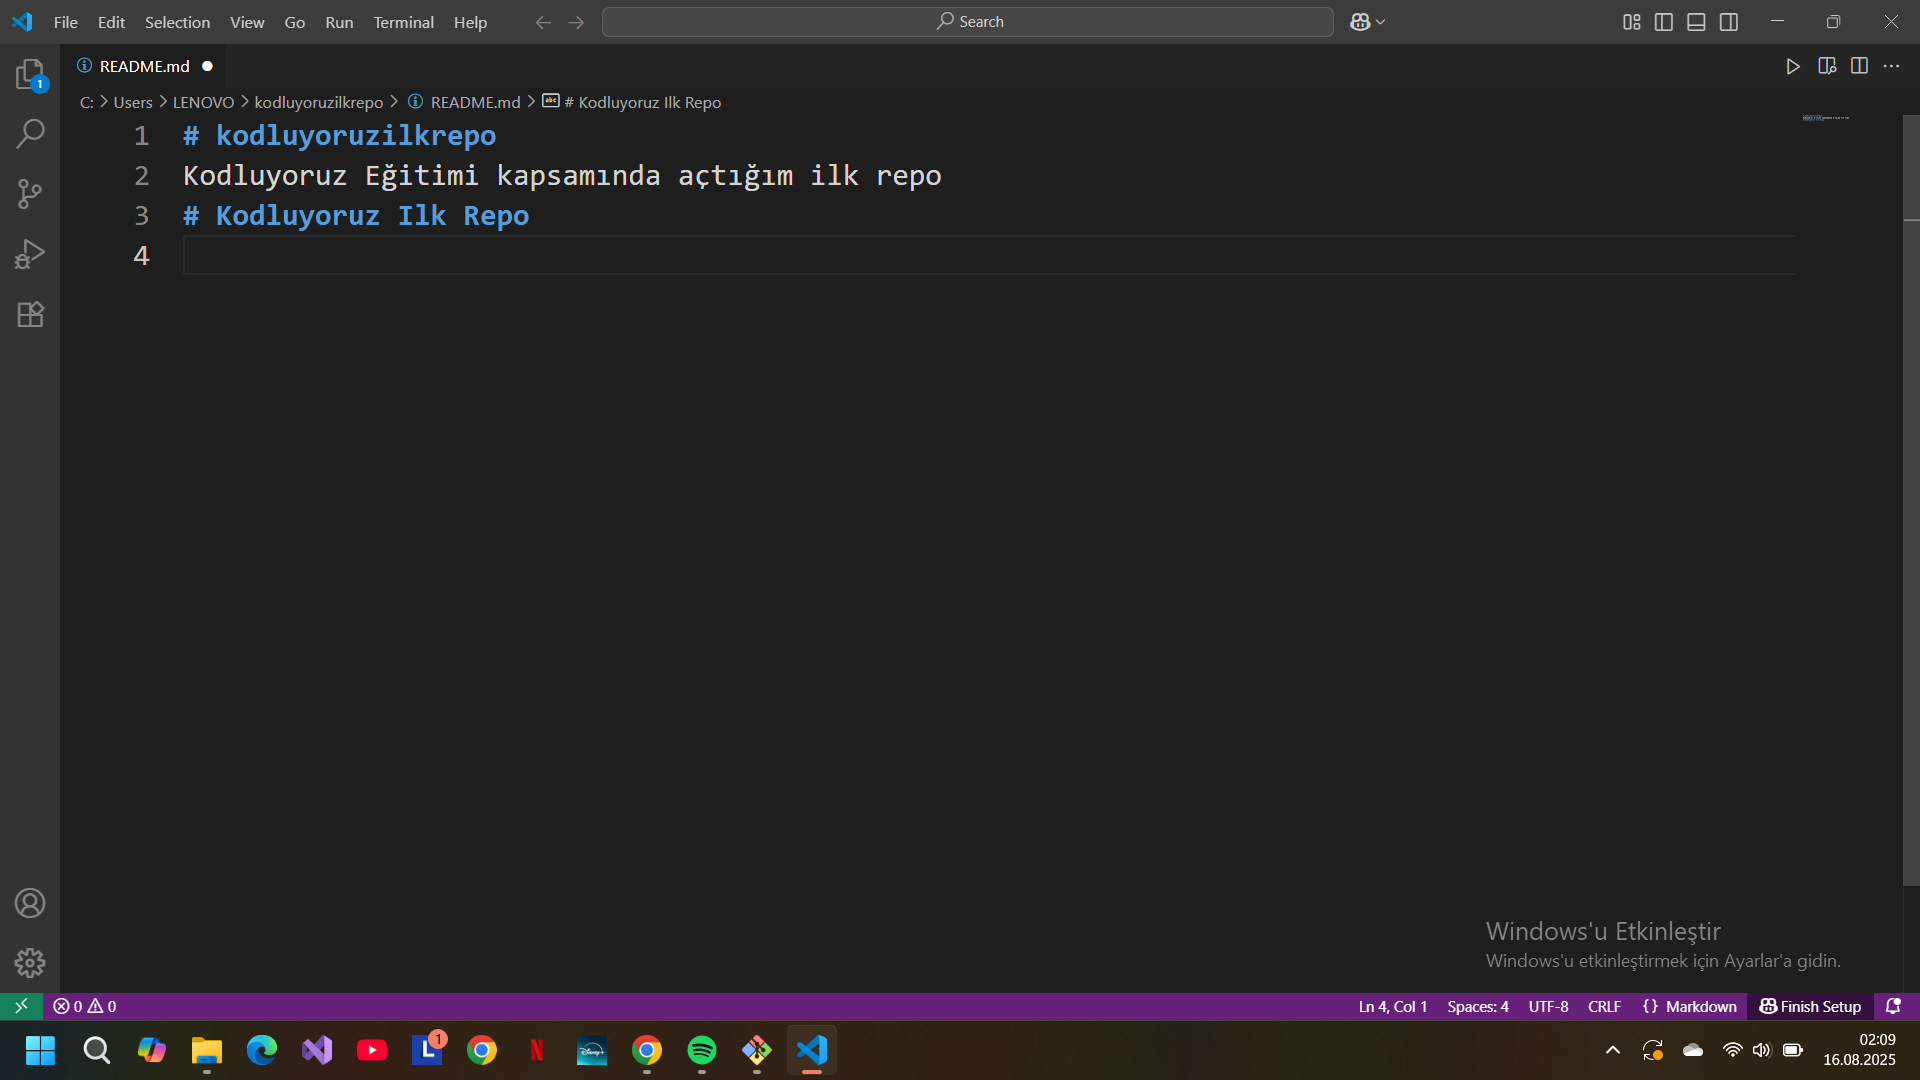 File Edit Selection View Go Run Terminal Help
Search
1
README.md
C: Users LENOVO kodluyoruzilkrepo README.md # Kodluyoruz Ilk Repo
1 # kodluyoruzilkrepo
2 Kodluyoruz Eğitimi kapsamında açtığım ilk repo
3 # Kodluyoruz Ilk Repo
4
Windows'u Etkinleştir
Windows'u etkinleştirmek için Ayarlar'a gidin.
0 0 Ln 4, Col 1 Spaces: 4 UTF-8 CRLF {} Markdown Finish Setup
L 1 N Disney+
02:09
16.08.2025